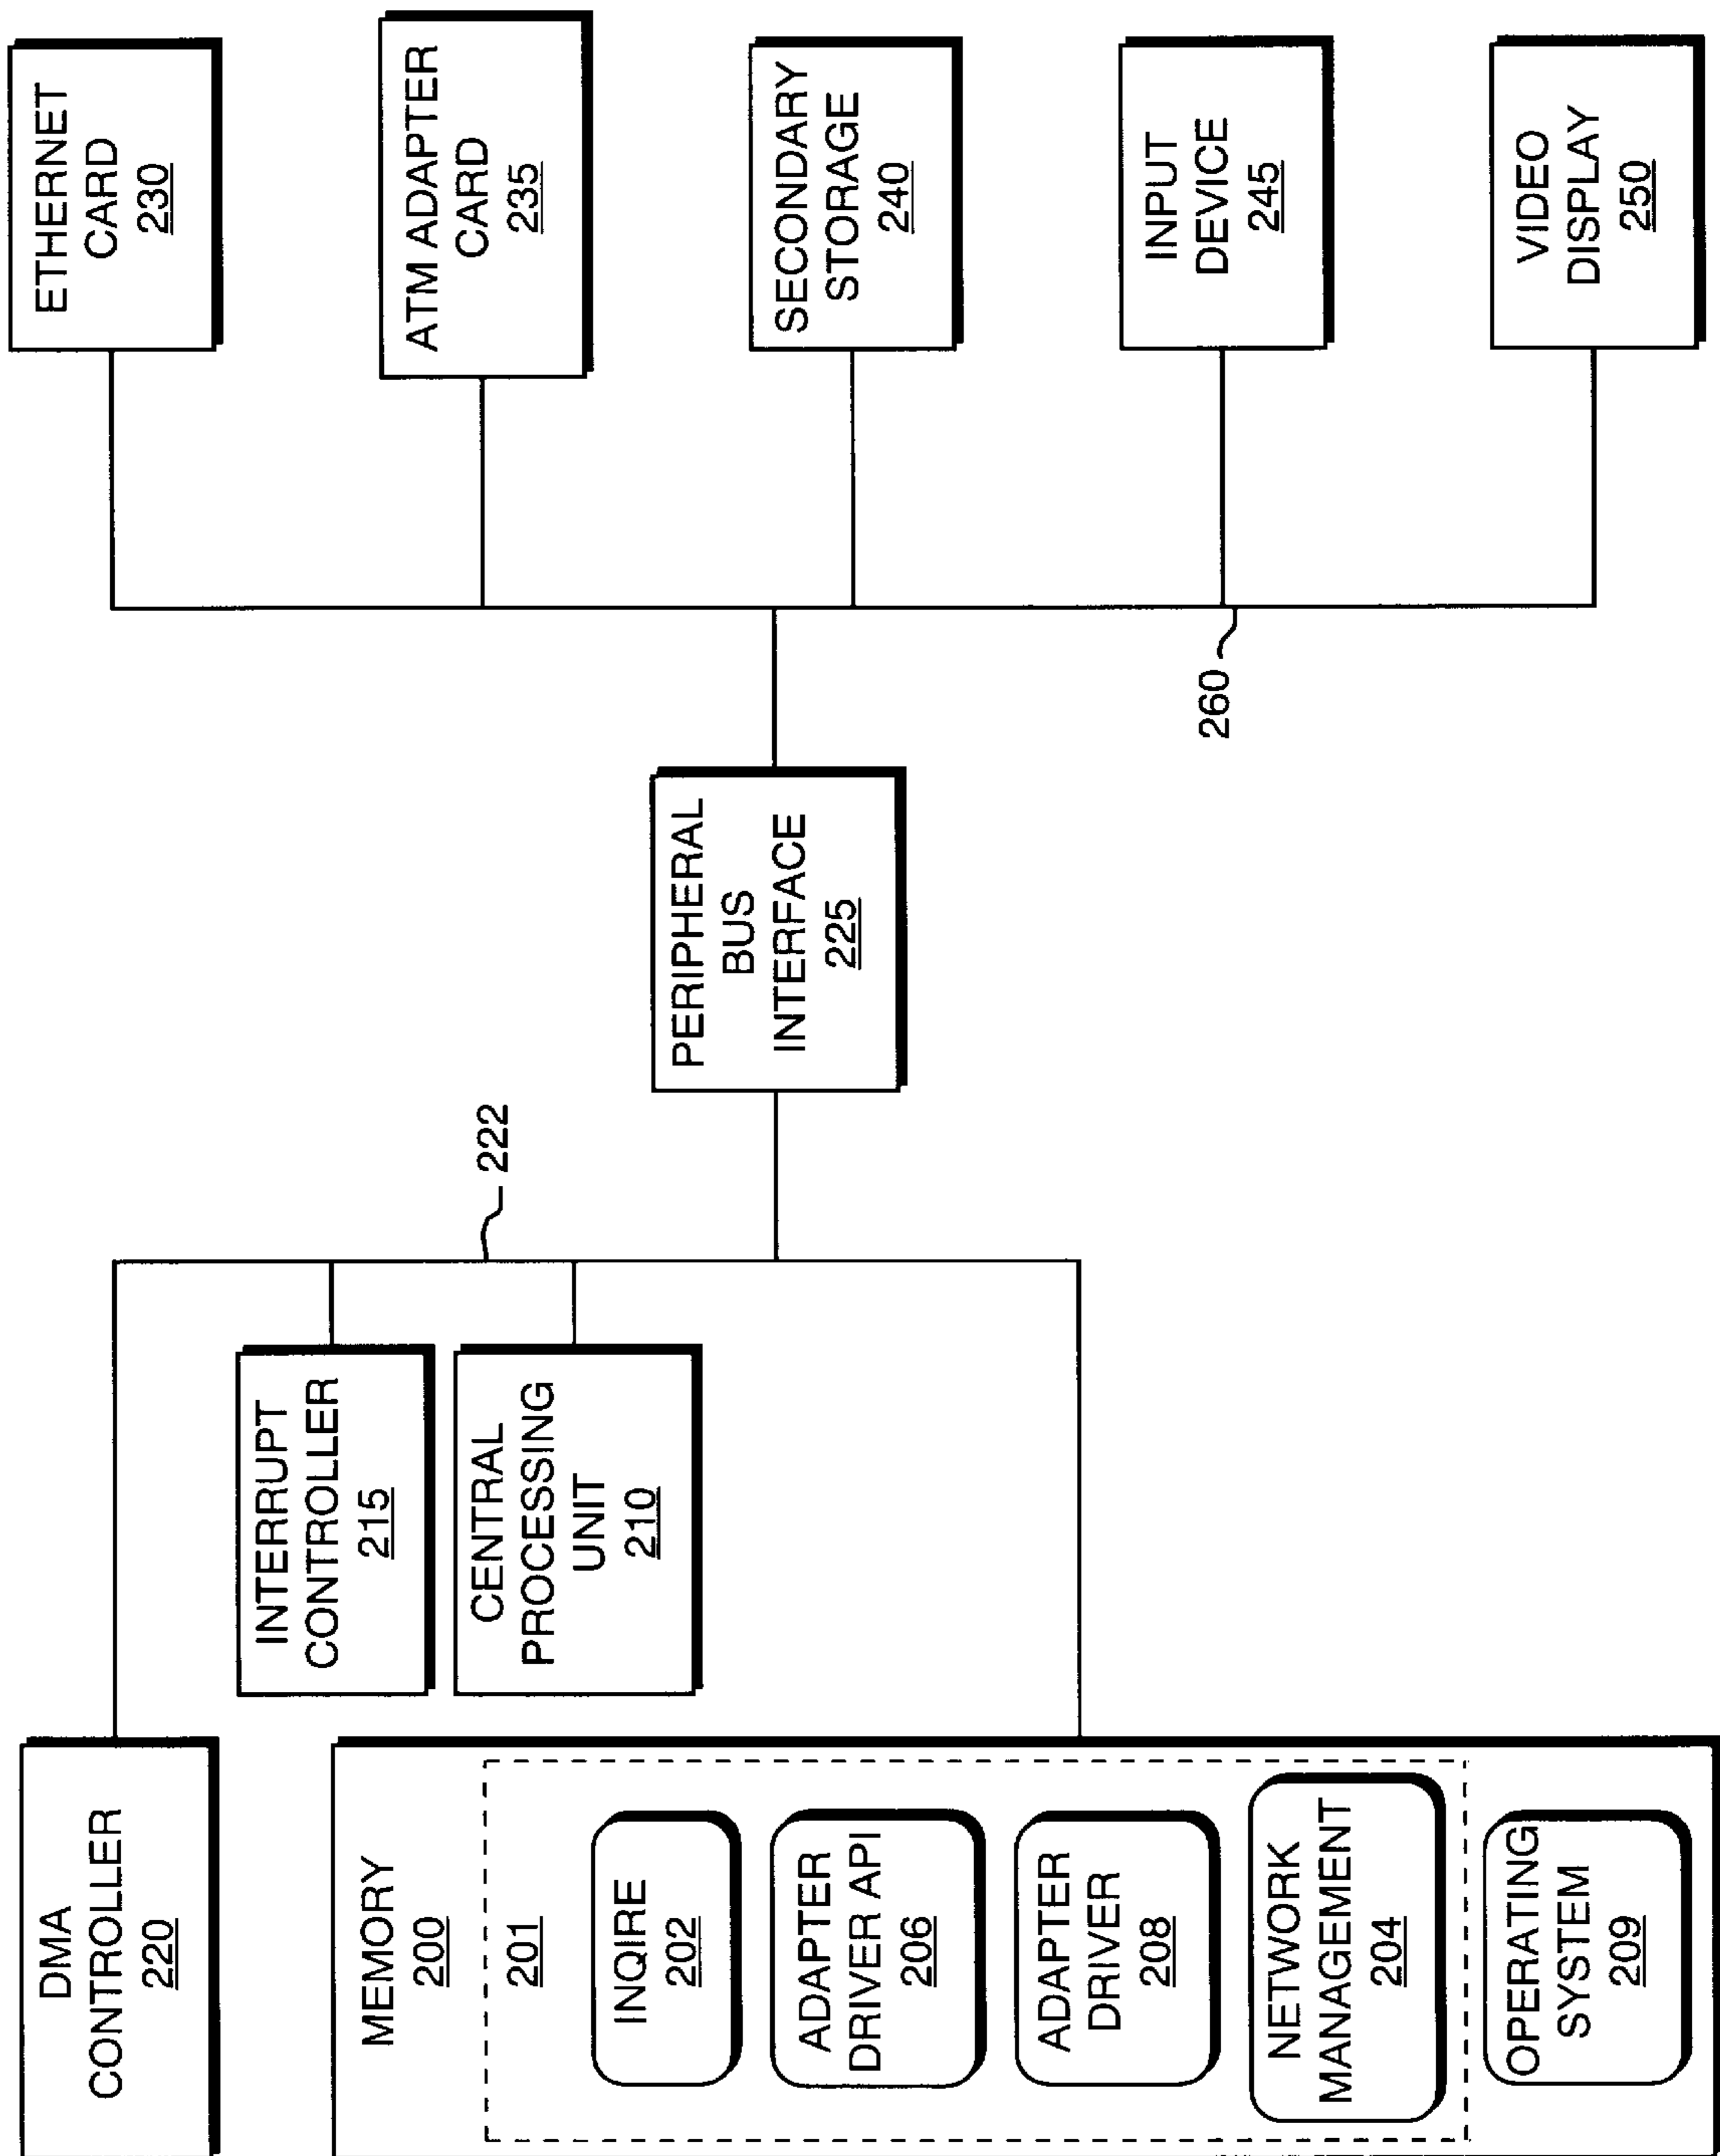 DMA
CONTROLLER
220
MEMORY
200
201
INQIRE
202
ADAPTER
DRIVER API
206
ADAPTER
DRIVER
208
NETWORK
MANAGEMENT
204
OPERATING
SYSTEM
209
INTERRUPT
CONTROLLER
215
CENTRAL
PROCESSING
UNIT
210
222
PERIPHERAL
BUS
INTERFACE
225
260
ETHERNET
CARD
230
ATM ADAPTER
CARD
235
SECONDARY
STORAGE
240
INPUT
DEVICE
245
VIDEO
DISPLAY
250